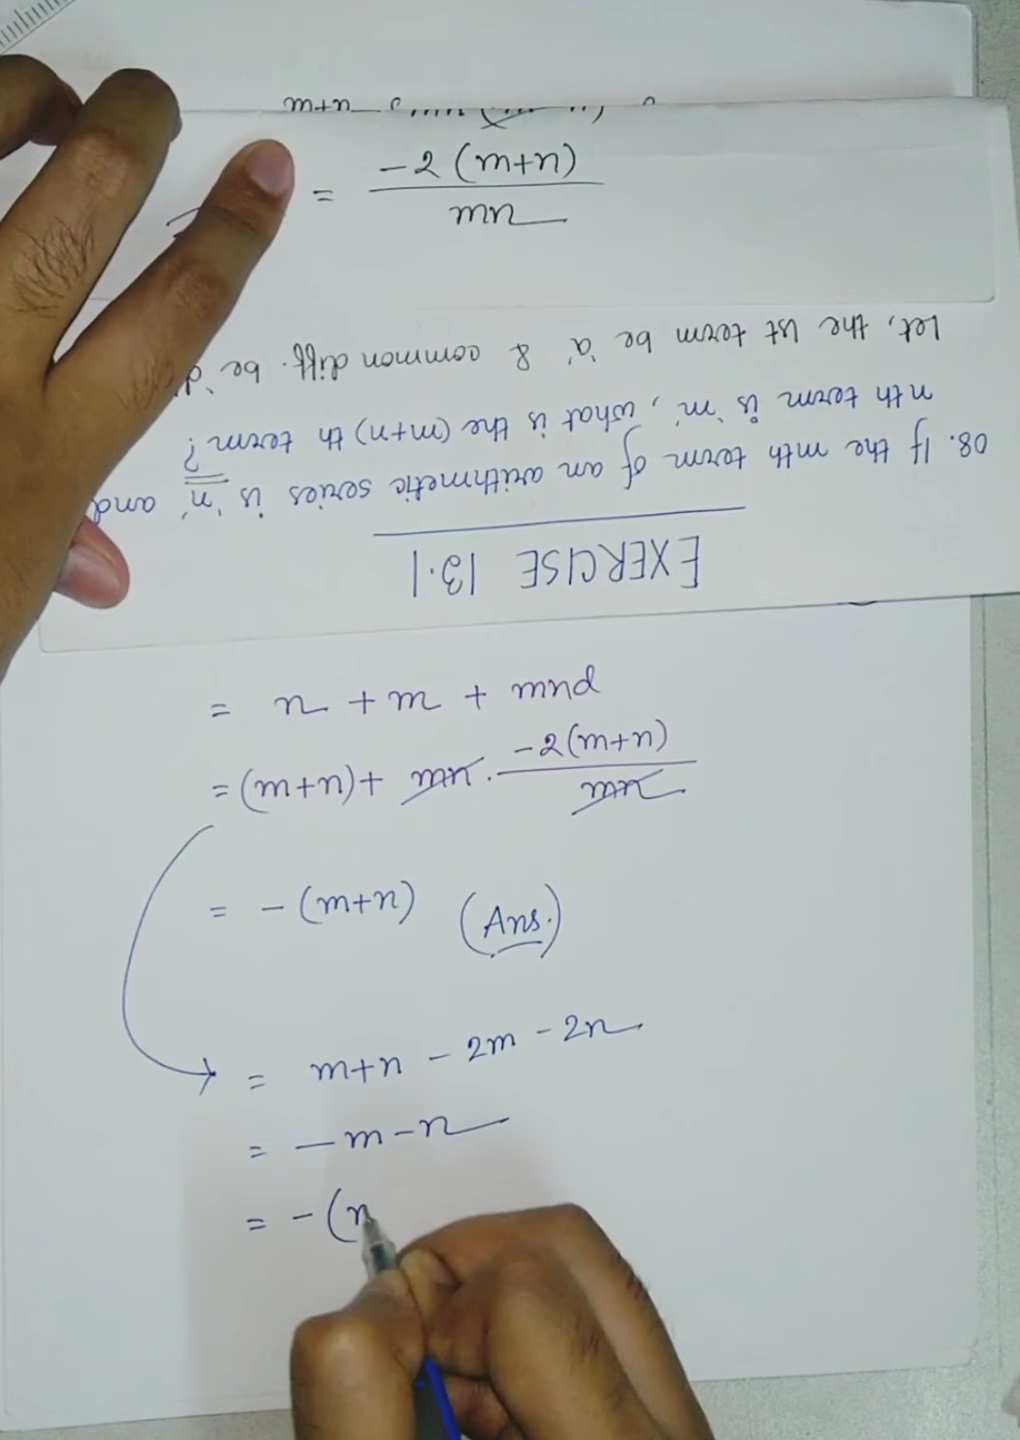 = -2 (m+n) / mn
EXERCISE 13.1
08. If the mth term of an arithmetic series is 'n' and
nth term is 'm', what is the (m+n) th term?
Let, the 1st term be 'a' & common diff. be 'd'
= n + m + mnd
= (m+n) + mn · -2(m+n) / mn
= - (m+n) (Ans.)
= m+n - 2m - 2n
= - m - n
= - (